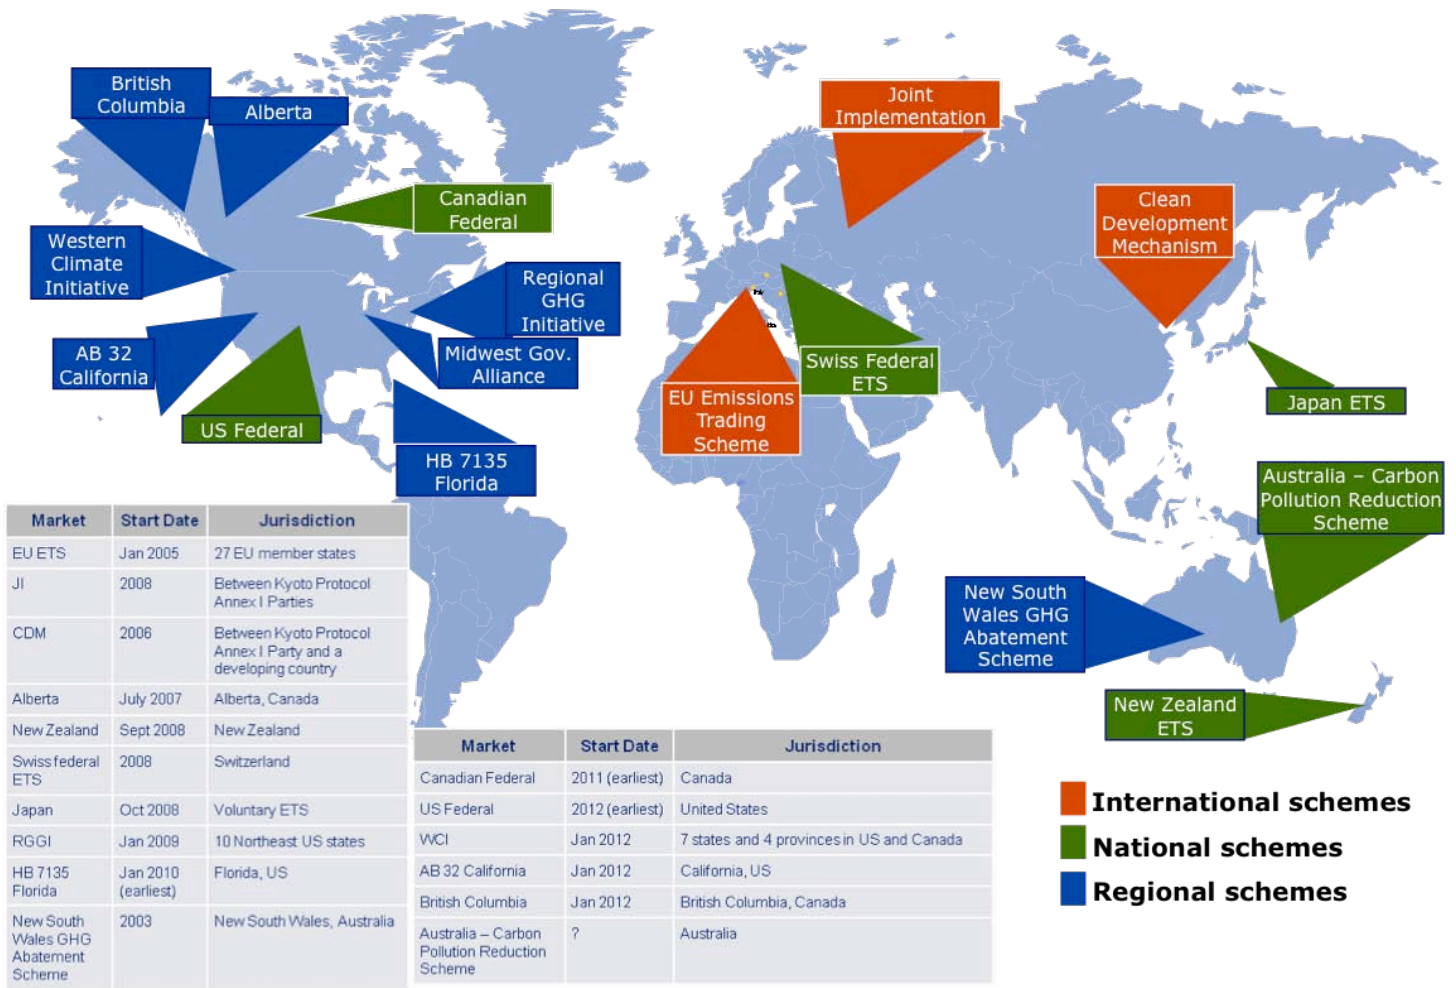 British
Columbia
Alberta
Joint
Implementation
Canadian
Federal
Clean
Development
Mechanism
Western
Climate
Initiative
Regional
GHG
Initiative
AB 32
California
Midwest Gov.
Alliance
US Federal
HB 7135
Florida
EU Emissions
Trading
Scheme
Swiss Federal
ETS
Japan ETS
Australia – Carbon
Pollution Reduction
Scheme
New South
Wales GHG
Abatement
Scheme
New Zealand
ETS
Market Start Date Jurisdiction
EU ETS Jan 2005 27 EU member states
JI 2008 Between Kyoto Protocol
Annex I Parties
CDM 2006 Between Kyoto Protocol
Annex I Party and a
developing country
Alberta July 2007 Alberta, Canada
New Zealand Sept 2008 New Zealand
Swiss federal 2008 Switzerland
ETS
Japan Oct 2008 Voluntary ETS
RGGI Jan 2009 10 Northeast US states
HB 7135 Jan 2010 Florida, US
Florida (earliest)
New South 2003 New South Wales, Australia
Wales GHG
Abatement
Scheme
Market Start Date Jurisdiction
Canadian Federal 2011 (earliest) Canada
US Federal 2012 (earliest) United States
WCI Jan 2012 7 states and 4 provinces in US and Canada
AB 32 California Jan 2012 California, US
British Columbia Jan 2012 British Columbia, Canada
Australia – Carbon ? Australia
Pollution Reduction
Scheme
International schemes
National schemes
Regional schemes